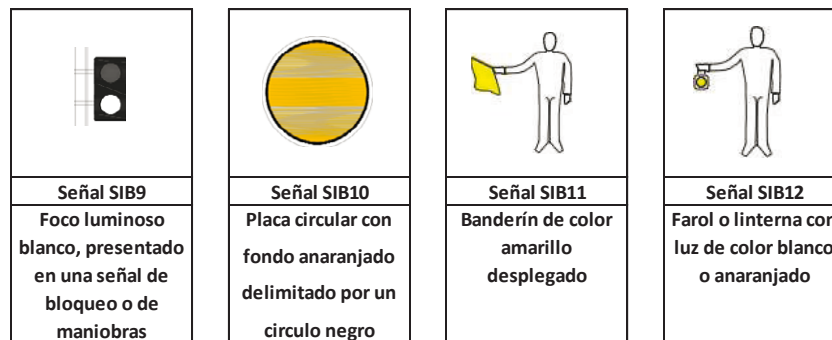 Señal SIB9
Foco luminoso
blanco, presentado
en una señal de
bloqueo o de
maniobras
Señal SIB10
Placa circular con
fondo anaranjado
delimitado por un
circulo negro
Señal SIB11
Banderín de color
amarillo
desplegado
Señal SIB12
Farol o linterna con
luz de color blanco
o anaranjado